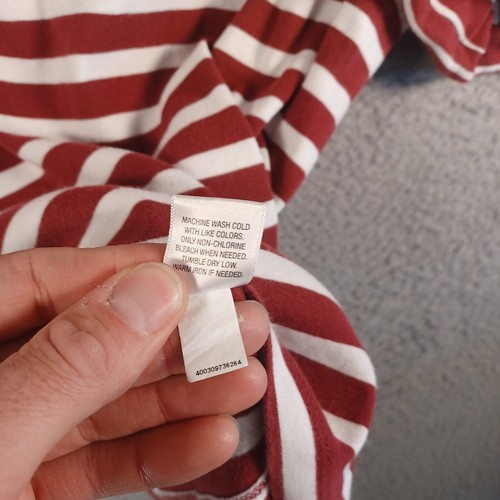 MACHINE WASH COLD
WITH LIKE COLORS.
ONLY NON-CHLORINE
BLEACH WHEN NEEDED.
TUMBLE DRY LOW.
WARM IRON IF NEEDED.
400309736264